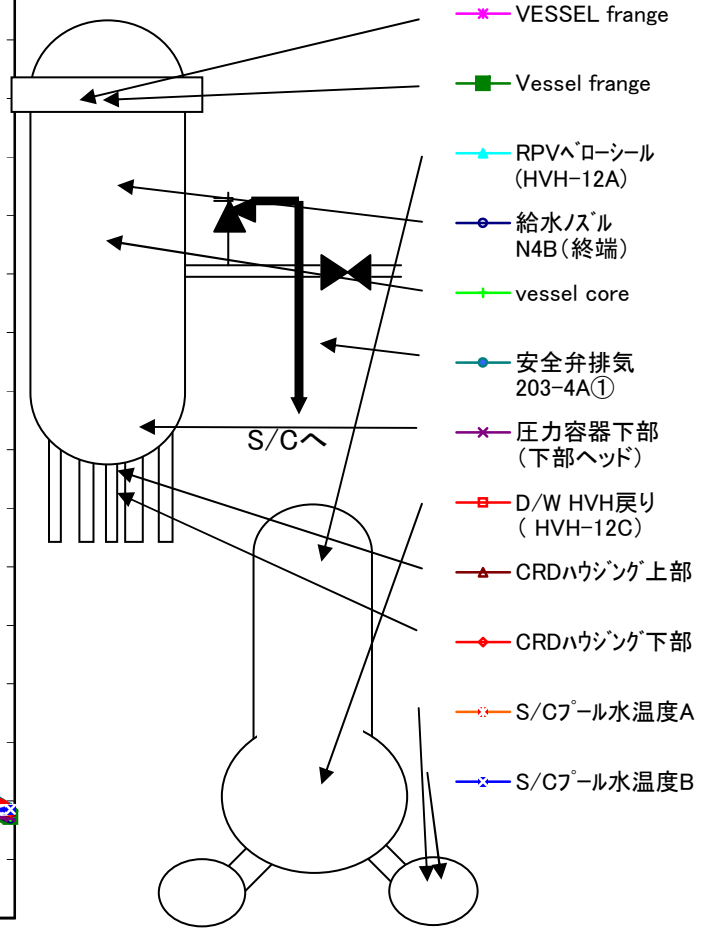 VESSEL frange
Vessel frange
RPVﾍﾞﾛｰｼｰﾙ
(HVH-12A)
給水ﾉｽﾞﾙ
N4B(終端)
vessel core
安全弁排気
203-4A①
圧力容器下部
(下部ヘッド)
D/W HVH戻り
( HVH-12C)
CRDﾊｳｼﾞﾝｸﾞ上部
CRDﾊｳｼﾞﾝｸﾞ下部
S/Cﾌﾟｰﾙ水温度A
S/Cﾌﾟｰﾙ水温度B
S/Cへ